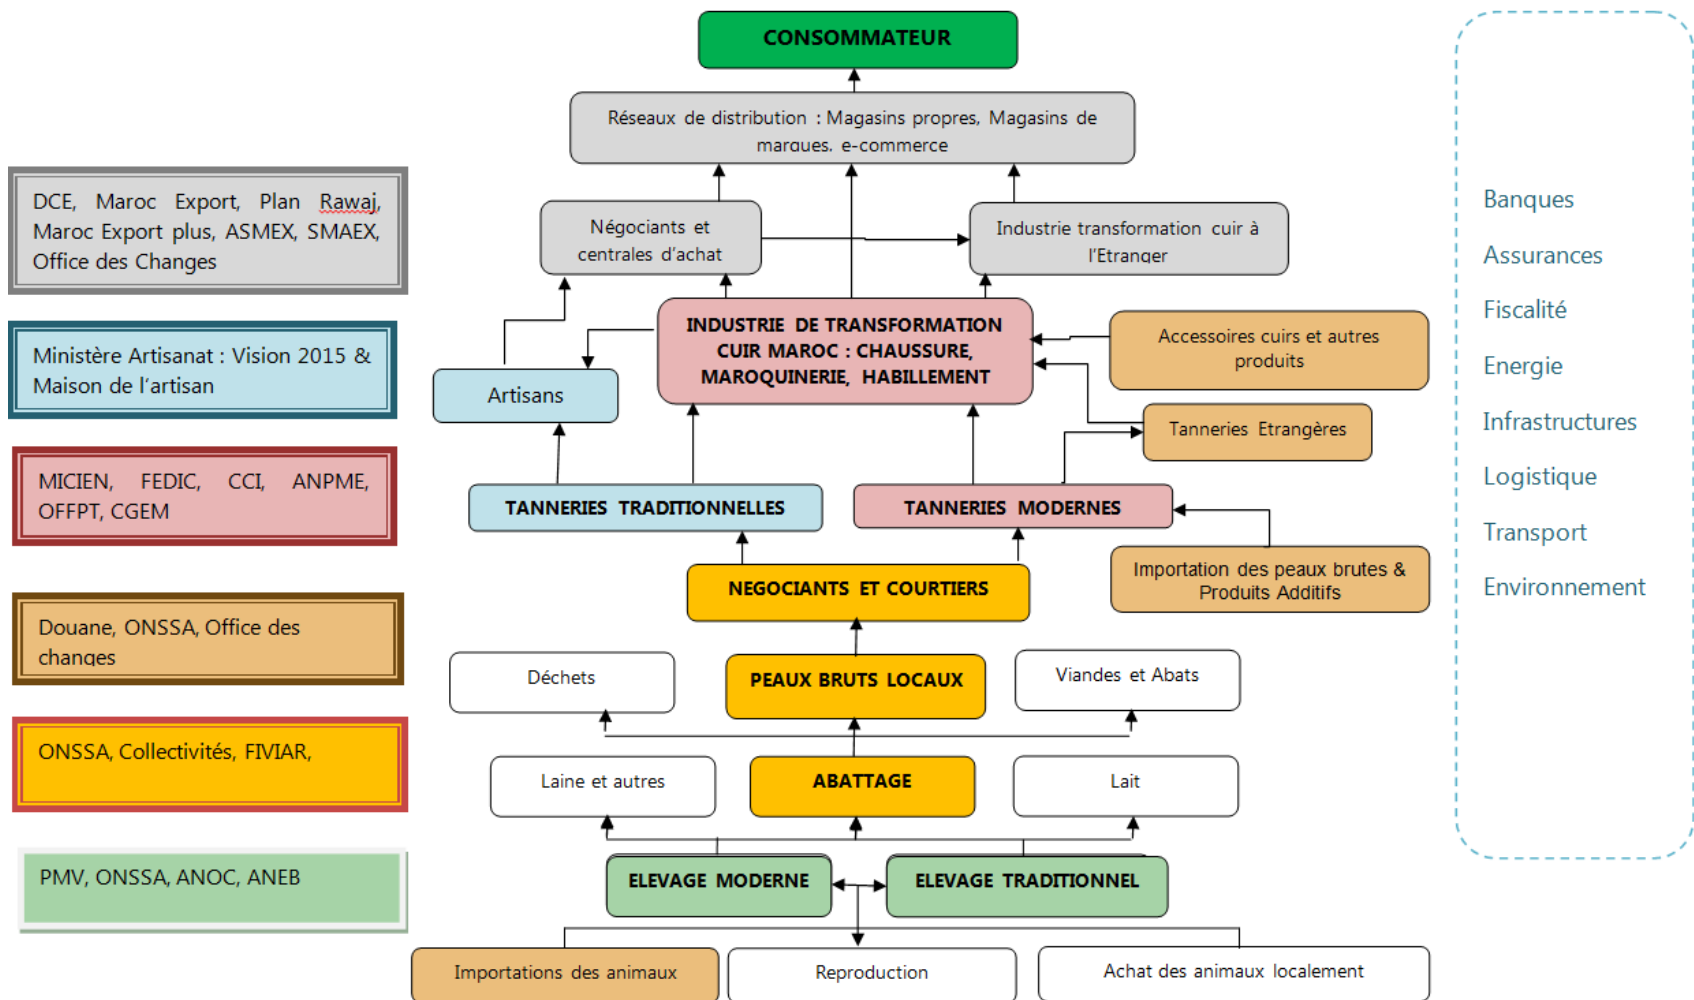 CONSOMMATEUR
Réseaux de distribution : Magasins propres, Magasins de
marques, e-commerce
DCE, Maroc Export, Plan Rawaj,
Maroc Export plus, ASMEX, SMAEX,
Office des Changes
Négociants et
centrales d'achat
Industrie transformation cuir à
l'Etranger
Ministère Artisanat : Vision 2015 &
Maison de l'artisan
INDUSTRIE DE TRANSFORMATION
CUIR MAROC : CHAUSSURE,
MAROQUINERIE, HABILLEMENT
Accessoires cuirs et autres
produits
Artisans
Tanneries Etrangères
MICIEN, FEDIC, CCI, ANPME,
OFFPT, CGEM
TANNERIES TRADITIONNELLES
TANNERIES MODERNES
NEGOCIANTS ET COURTIERS
Importation des peaux brutes &
Produits Additifs
Douane, ONSSA, Office des
changes
Déchets
PEAUX BRUTS LOCAUX
Viandes et Abats
ONSSA, Collectivités, FIVIAR,
Laine et autres
ABATTAGE
Lait
PMV, ONSSA, ANOC, ANEB
ELEVAGE MODERNE
ELEVAGE TRADITIONNEL
Importations des animaux
Reproduction
Achat des animaux localement
Banques
Assurances
Fiscalité
Energie
Infrastructures
Logistique
Transport
Environnement